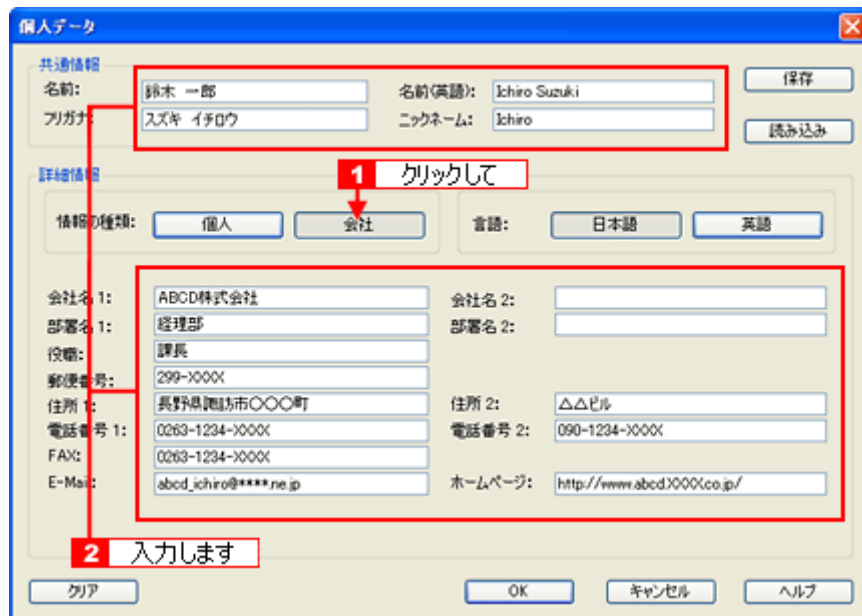 個人データ
共通情報
名前: 鈴木 一郎 名前(英語): Ichiro Suzuki 保存
フリガナ: スズキ イチロウ ニックネーム: Ichiro 読み込み
詳細情報
1 クリックして
情報の種類: 個人 会社 言語: 日本語 英語
会社名 1: ABCD株式会社 会社名 2:
部署名 1: 経理部 部署名 2:
役職: 課長
郵便番号: 299-XXXX
住所 1: 長野県諏訪市〇〇〇町 住所 2: △△ビル
電話番号 1: 0263-1234-XXXX 電話番号 2: 090-1234-XXXX
FAX: 0263-1234-XXXX
E-Mail: abcd_ichiro@****.ne.jp ホームページ: http://www.abcd.XXXX.co.jp/
2 入力します
クリア OK キャンセル ヘルプ